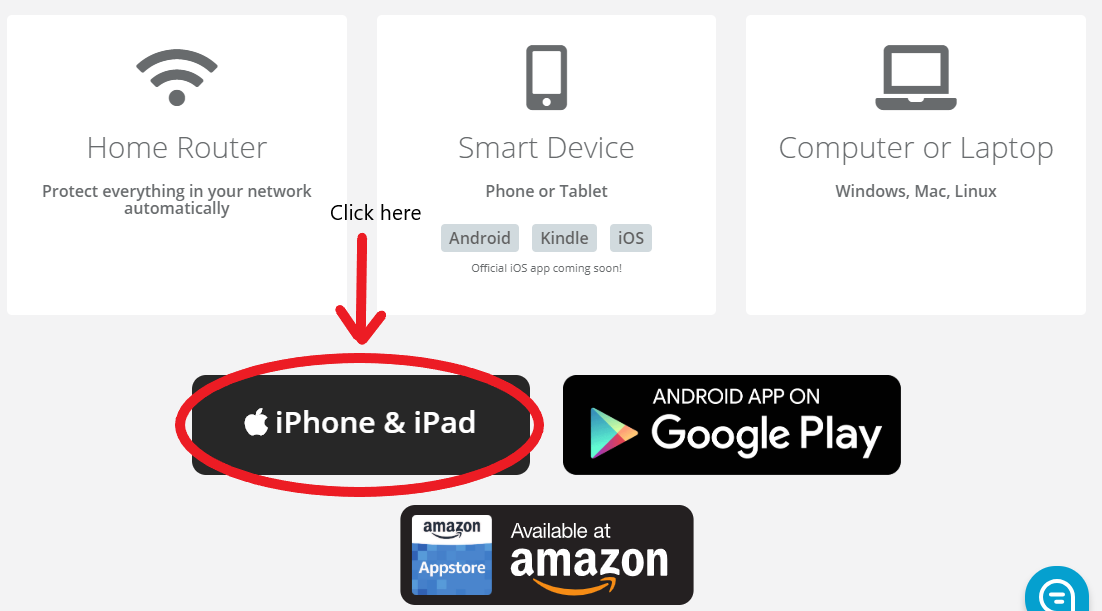 Home Router
Protect everything in your network
automatically
Smart Device
Phone or Tablet
Android Kindle iOS
Official iOS app coming soon!
Computer or Laptop
Windows, Mac, Linux
Click here
iPhone & iPad
ANDROID APP ON
Google Play
amazon
Appstore
Available at
amazon